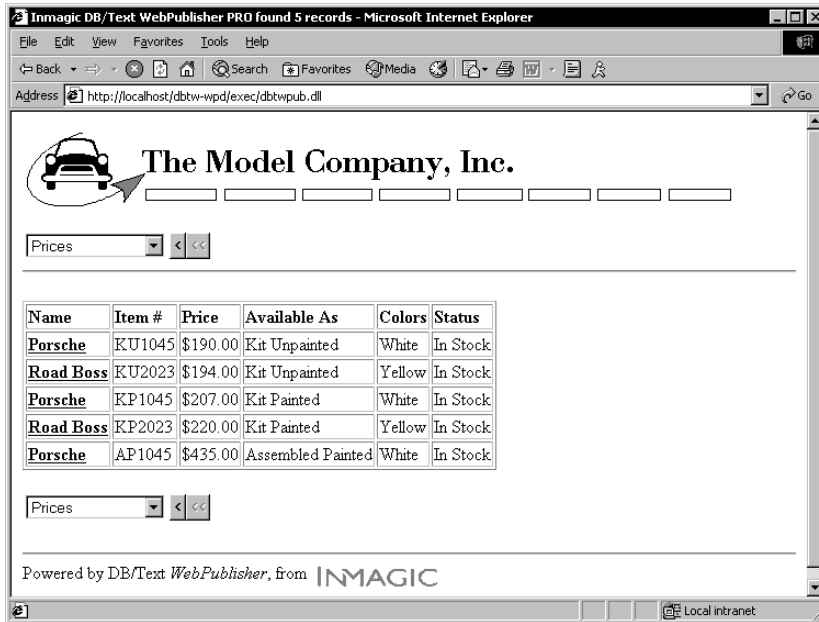 Inmagic DB/Text WebPublisher PRO found 5 records - Microsoft Internet Explorer
File Edit View Favorites Tools Help
Back Search Favorites Media
Address http://localhost/dbtw-wpd/exec/dbtwpub.dll Go
The Model Company, Inc.
Prices < <<
Name Item # Price Available As Colors Status
Porsche KU1045 $190.00 Kit Unpainted White In Stock
Road Boss KU2023 $194.00 Kit Unpainted Yellow In Stock
Porsche KP1045 $207.00 Kit Painted White In Stock
Road Boss KP2023 $220.00 Kit Painted Yellow In Stock
Porsche AP1045 $435.00 Assembled Painted White In Stock
Prices < <<
Powered by DB/Text WebPublisher, from INMAGIC
Local intranet